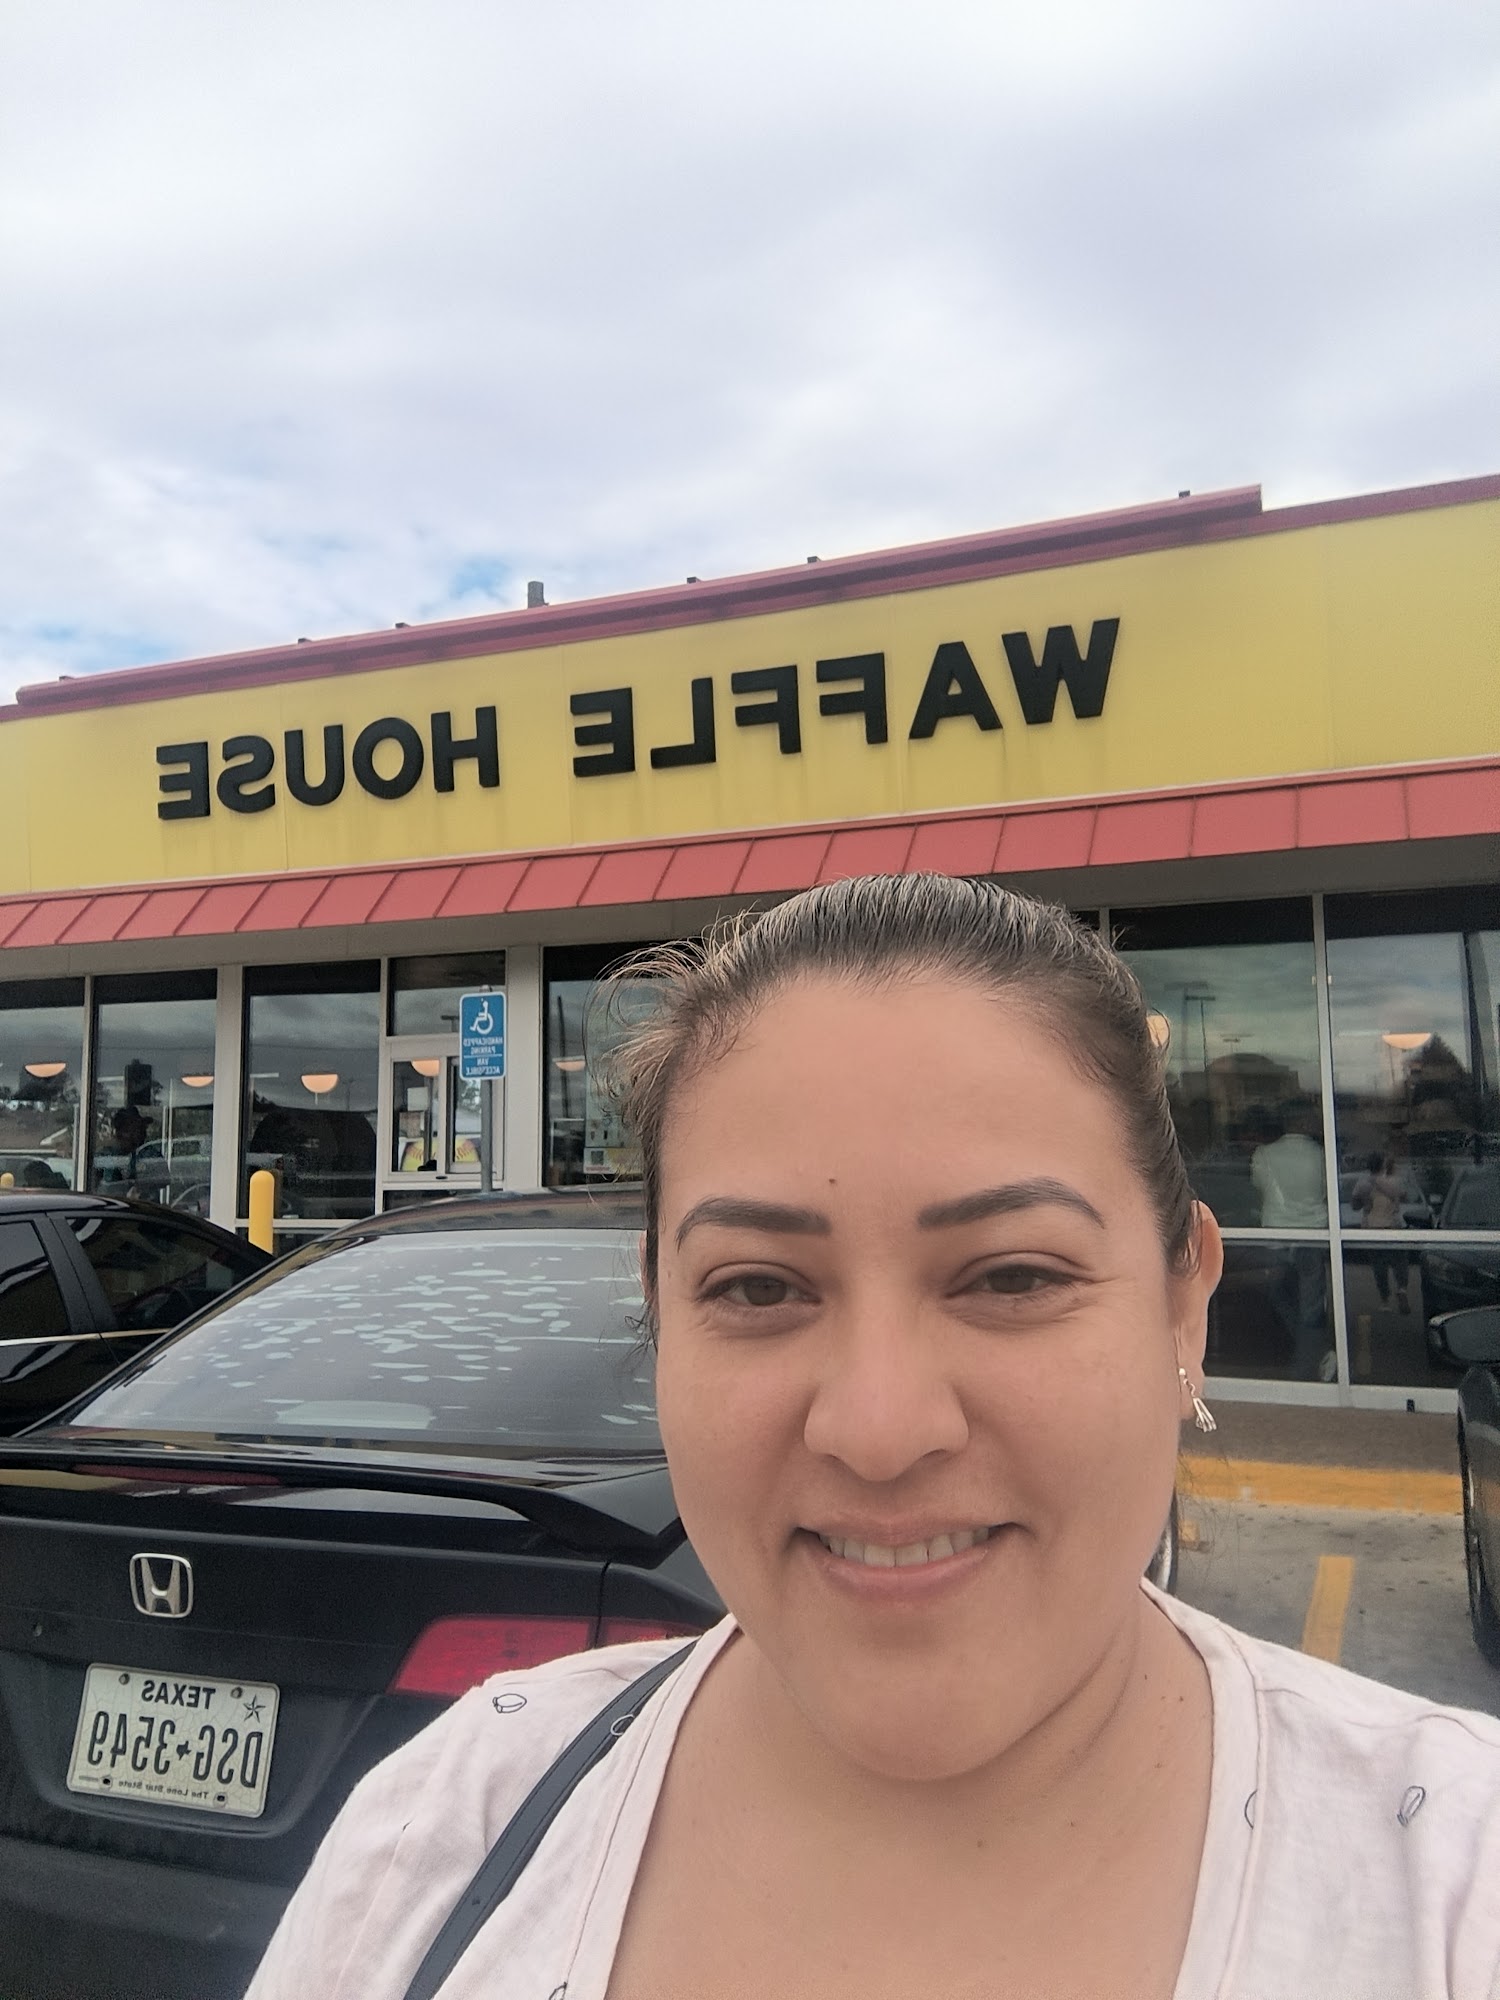 WAFFLE HOUSE
HANDICAPPED
PARKING
VAN
ACCESSIBLE
TEXAS
DSG 3549
The Lone Star State